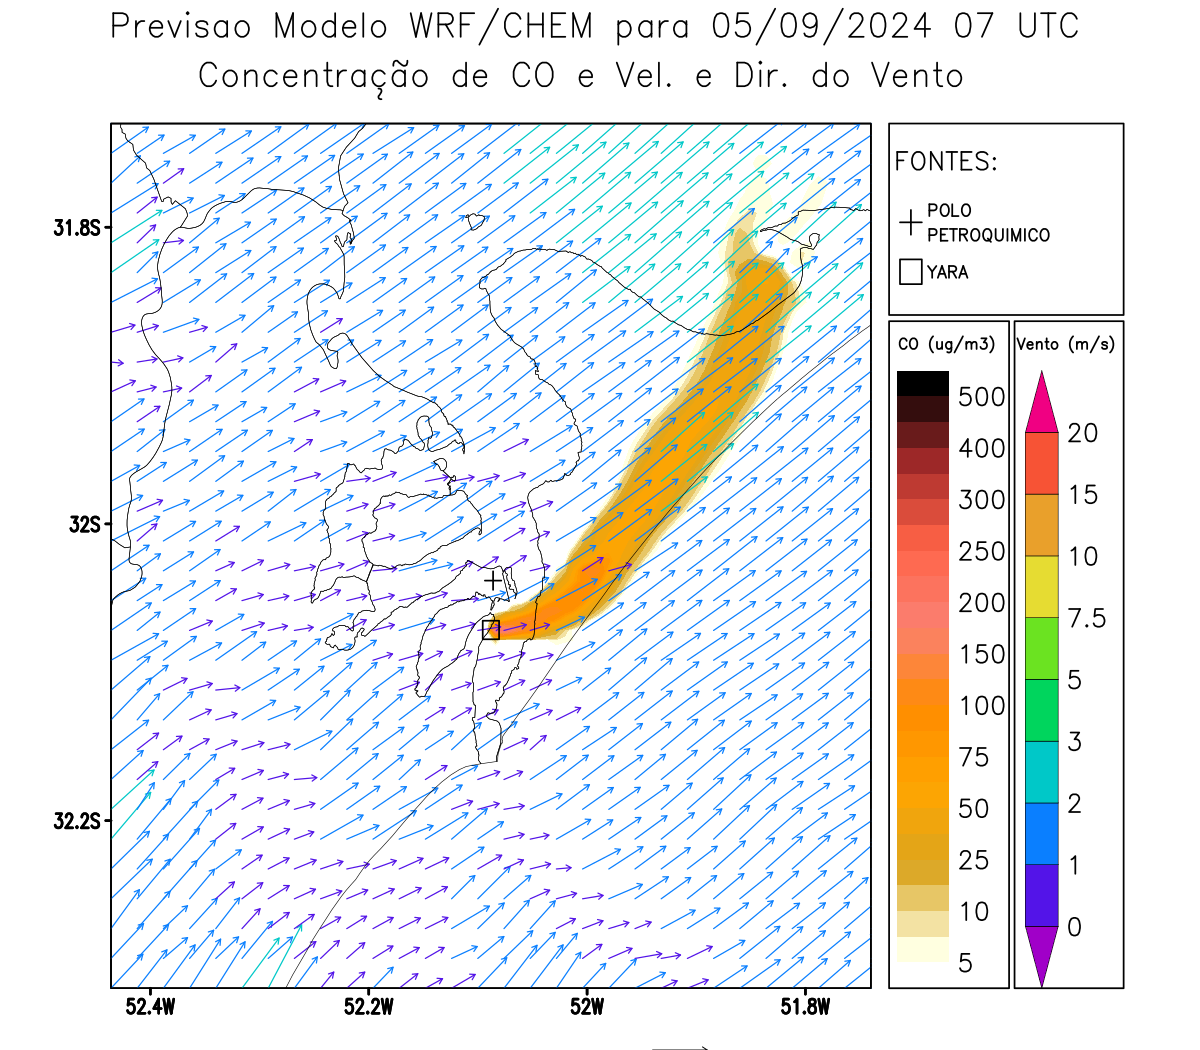 Previsao Modelo WRF/CHEM para 05/09/2024 07 UTC
Concentração de CO e Vel. e Dir. do Vento
FONTES:
POLO
PETROQUIMICO
YARA
CO (ug/m3)
500
400
300
250
200
150
100
75
50
25
10
5
Vento (m/s)
20
15
10
7.5
5
3
2
1
0
31.8S
32S
32.2S
52.4W
52.2W
52W
51.8W